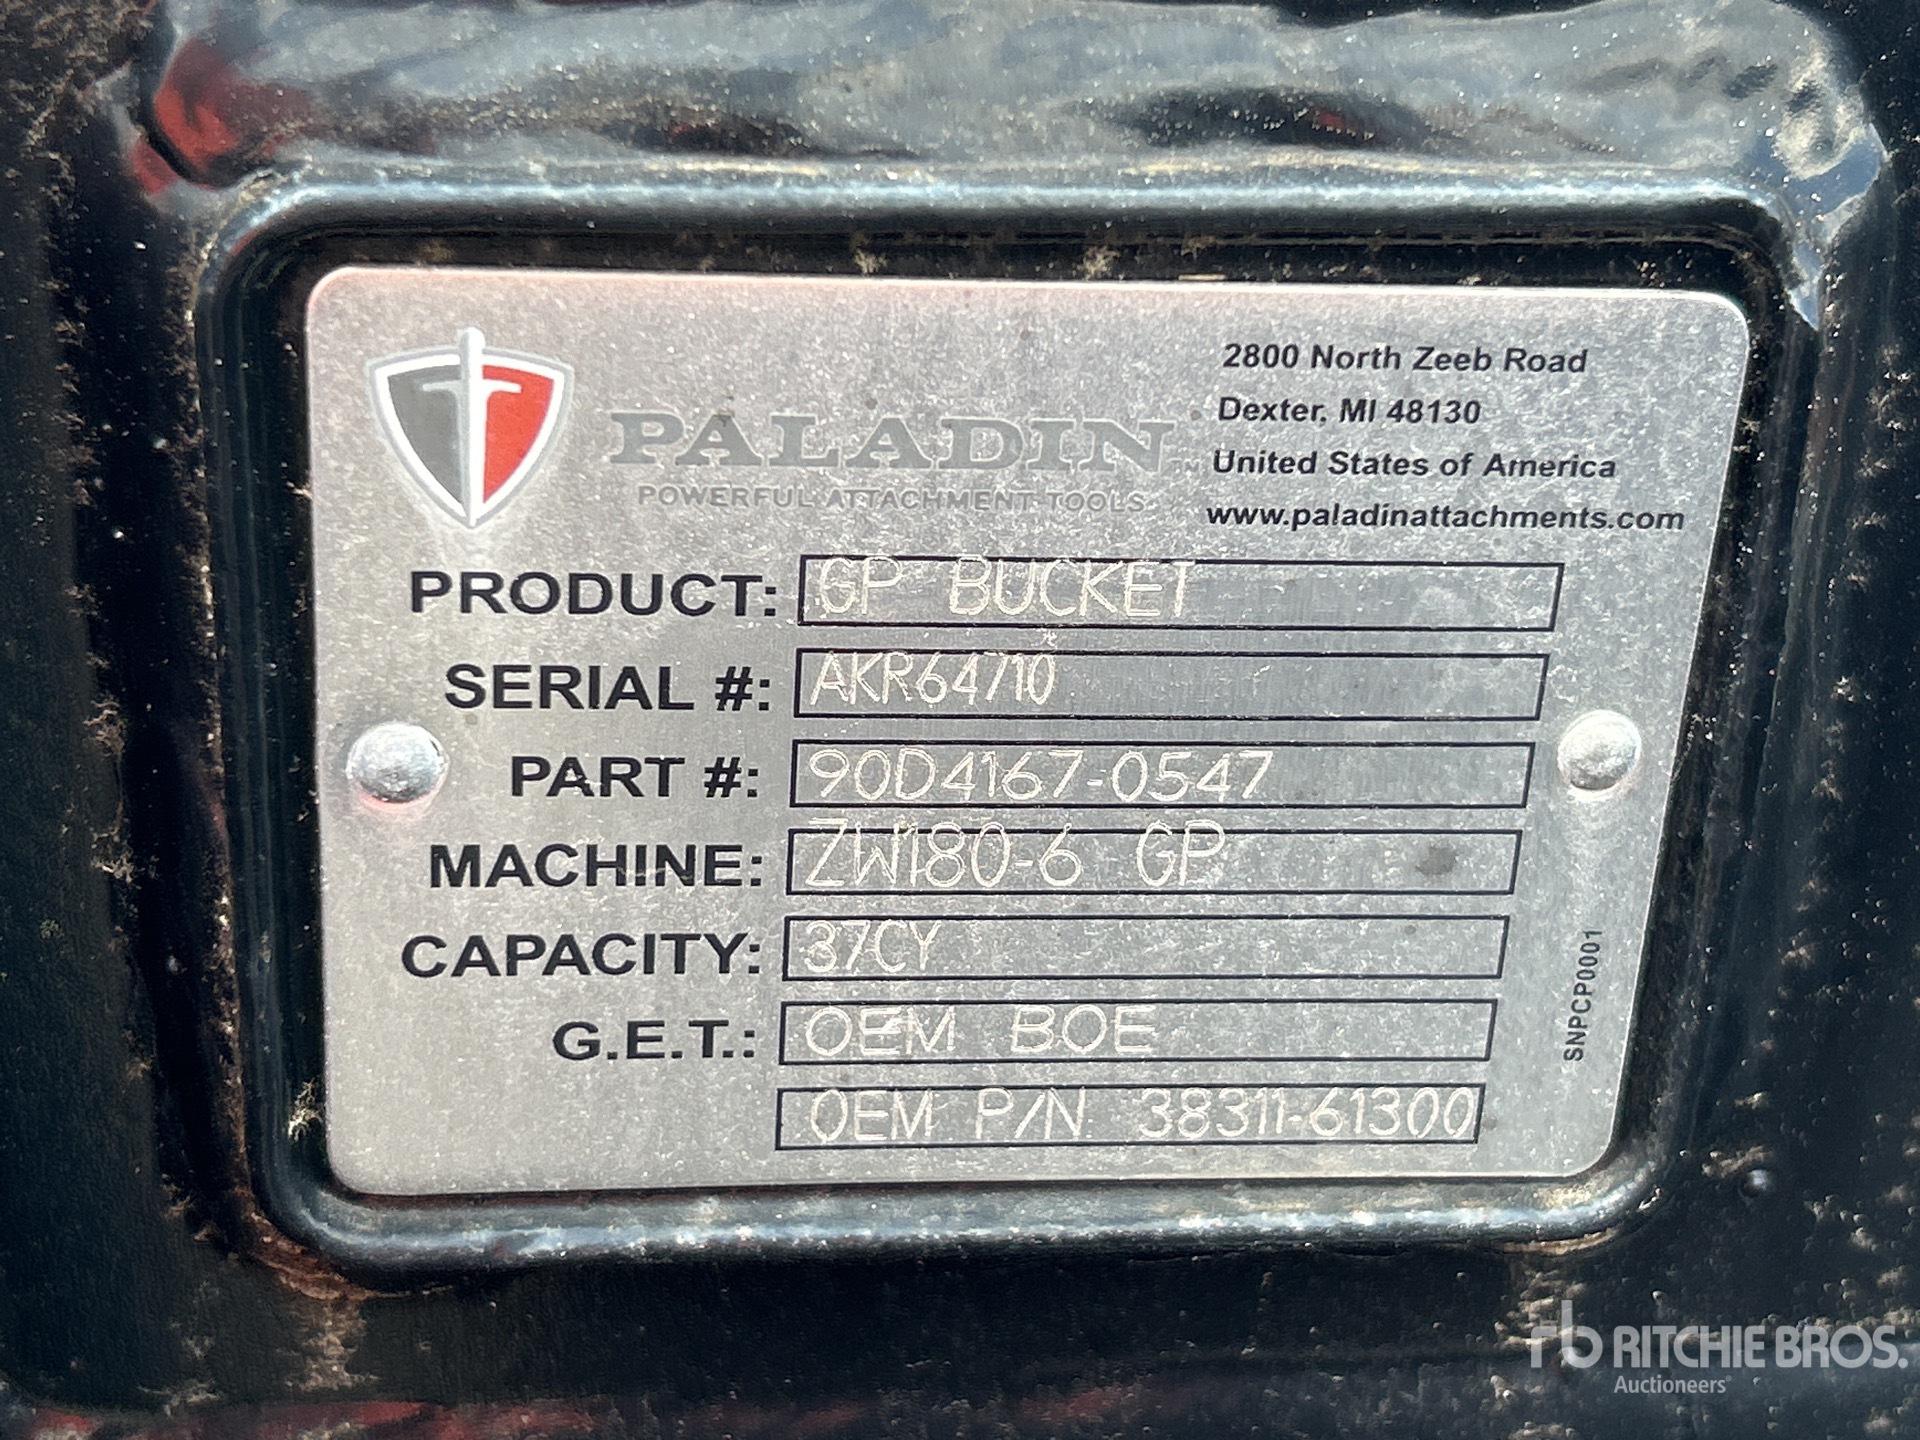 PALADIN™
POWERFUL ATTACHMENT TOOLS
2800 North Zeeb Road
Dexter, MI 48130
United States of America
www.paladinattachments.com
PRODUCT: GP BUCKET
SERIAL #: AKR64710
PART #: 90D4167-0547
MACHINE: ZW180-6 GP
CAPACITY: 37CY
G.E.T.: OEM BOE
OEM P/N 38311-61300
SNPCP0001
rb RITCHIE BROS.
Auctioneers